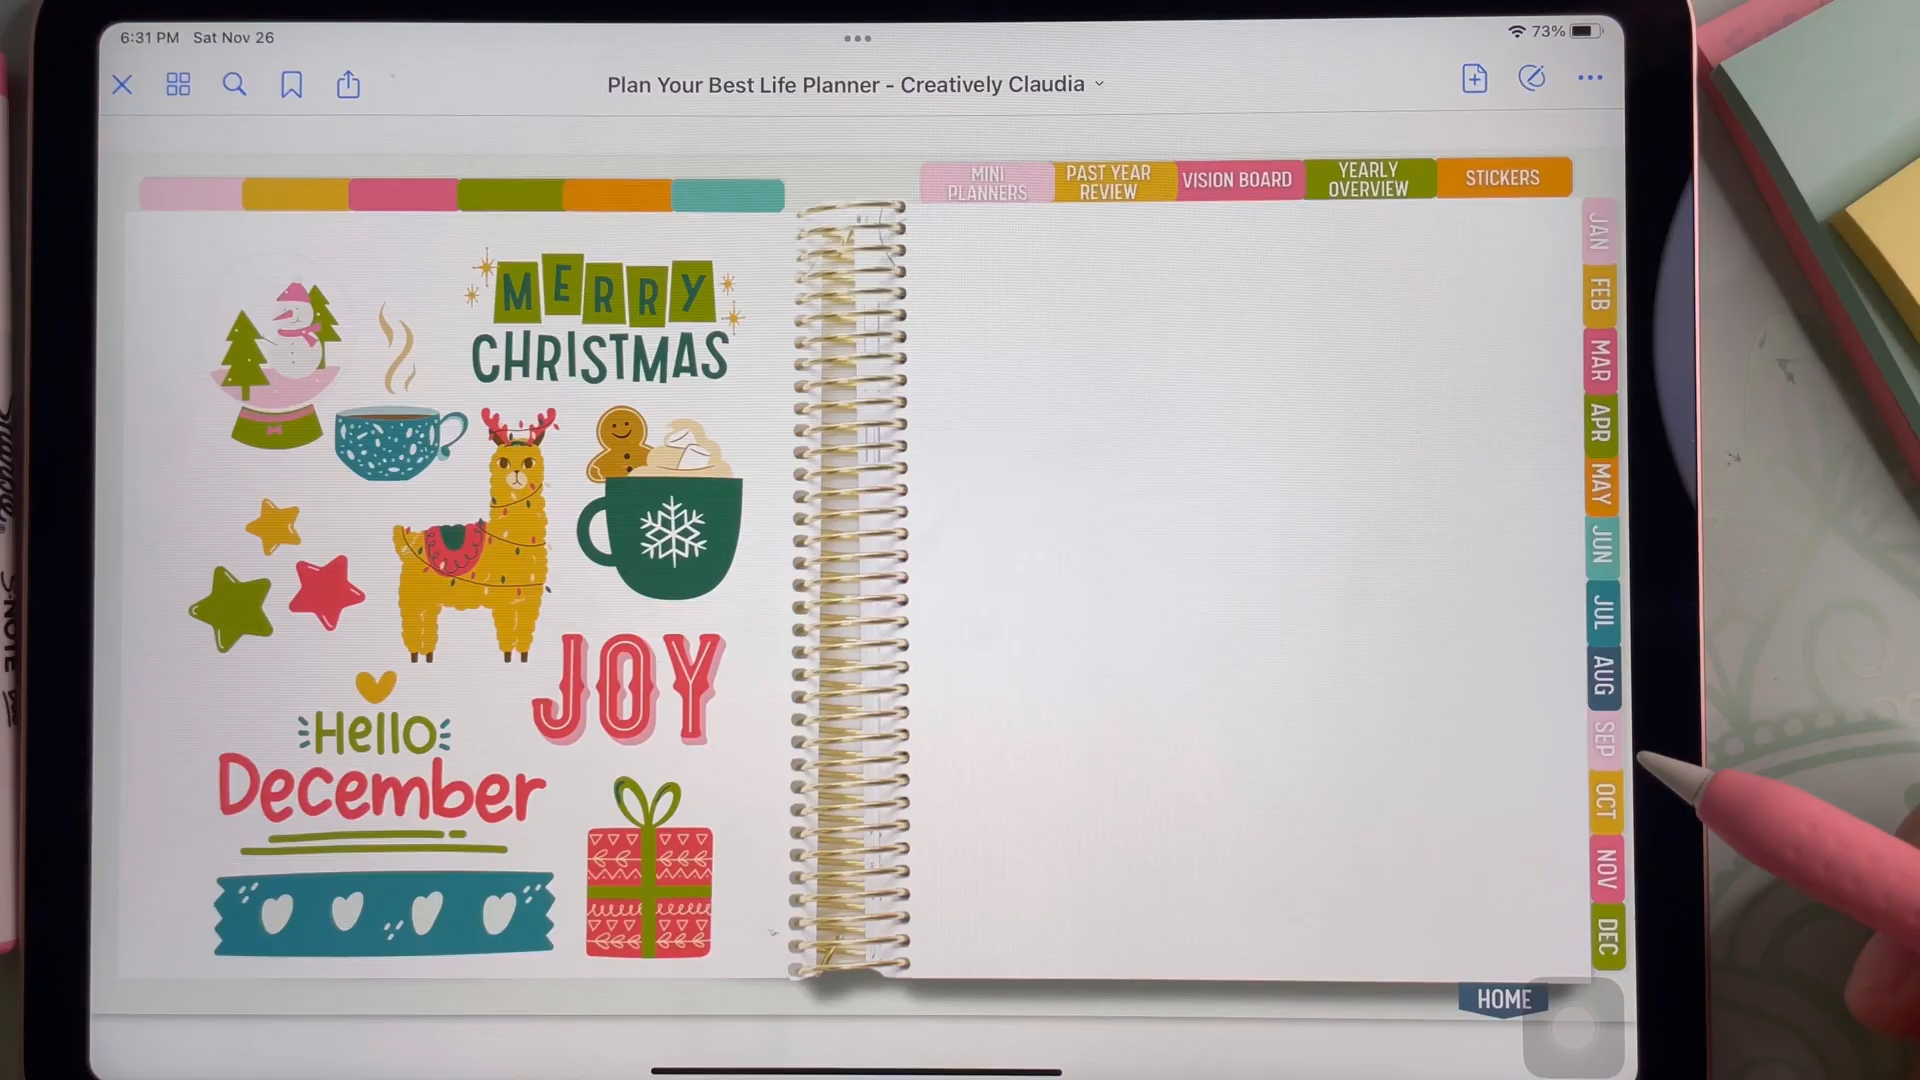 6:31 PM Sat Nov 26
73%
Plan Your Best Life Planner - Creatively Claudia
MINI
PLANNERS
PAST YEAR
REVIEW
VISION BOARD
YEARLY
OVERVIEW
STICKERS
MERRY
CHRISTMAS
JOY
Hello
December
JAN
FEB
MAR
APR
MAY
JUN
JUL
AUG
SEP
OCT
NOV
DEC
HOME
S·NOTE